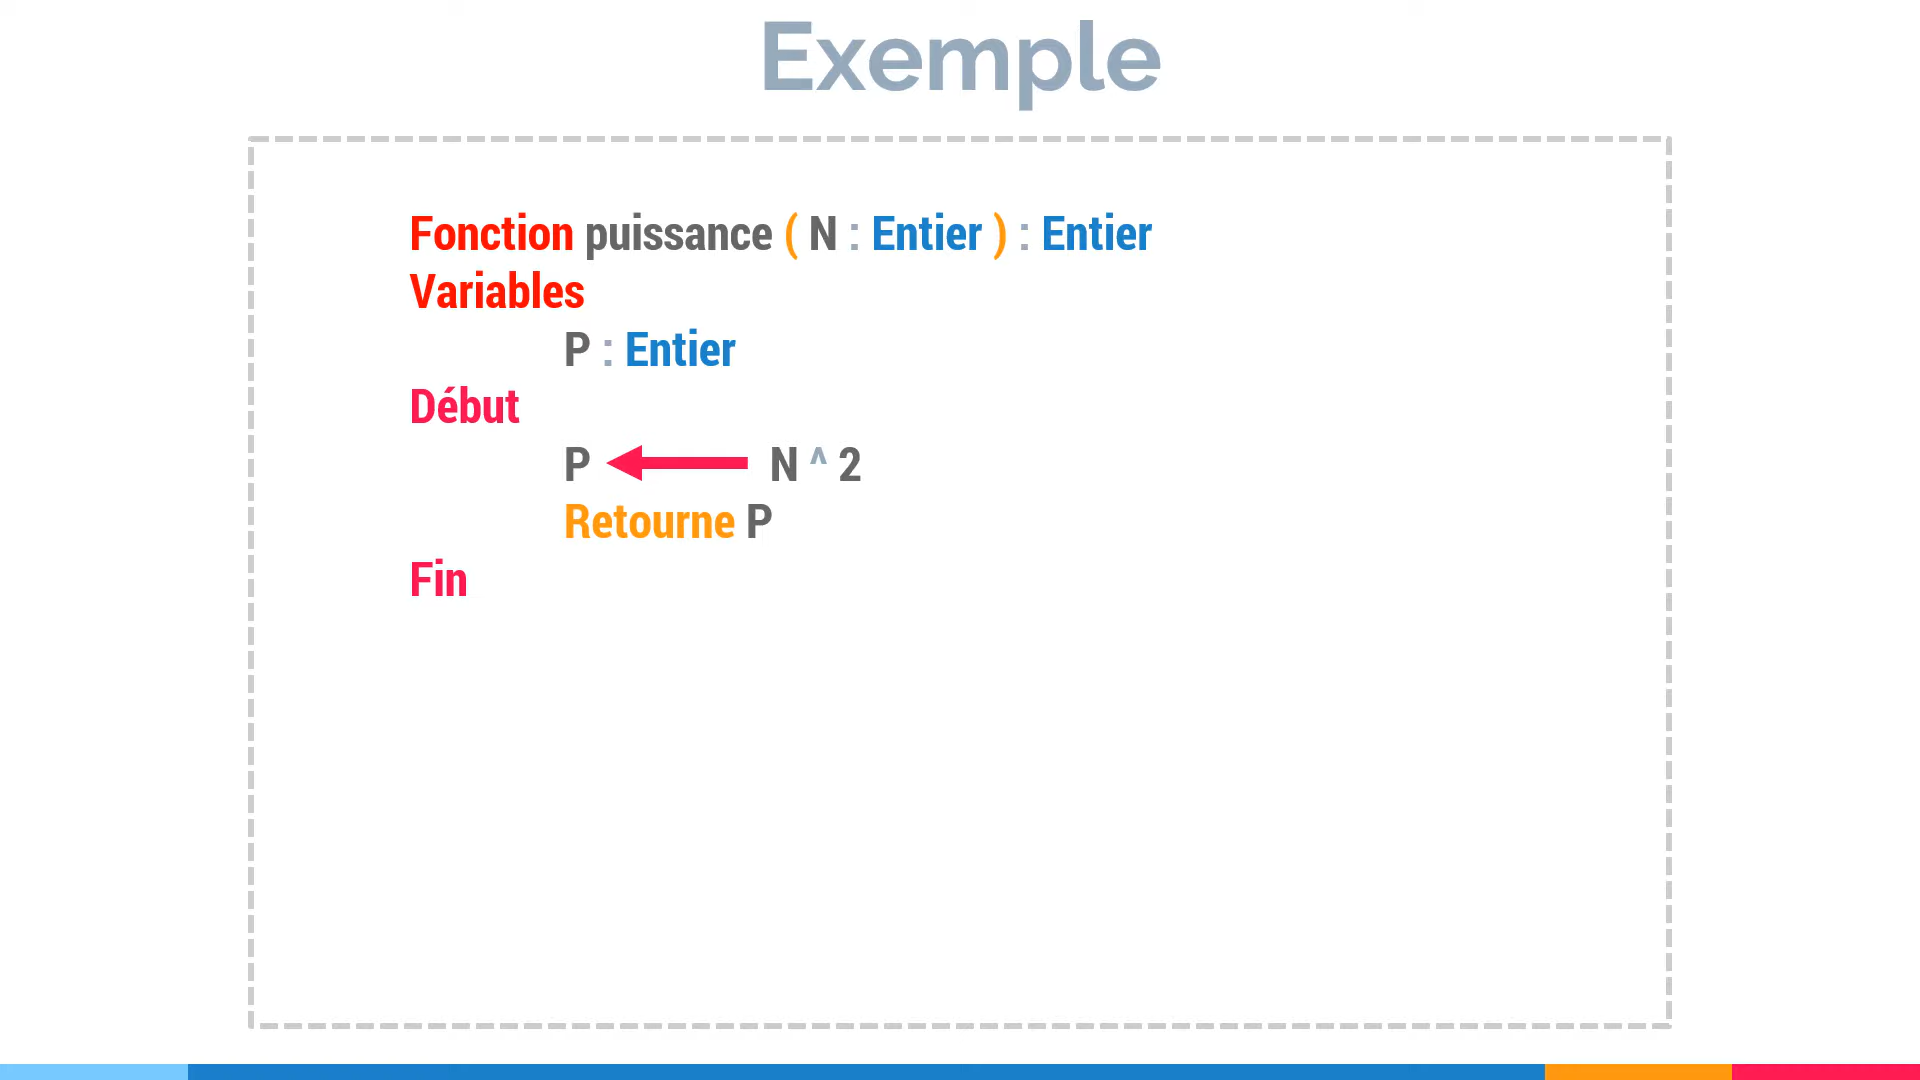 Exemple
Fonction puissance ( N : Entier ) : Entier
Variables
P : Entier
Début
P ← N ^ 2
Retourne P
Fin